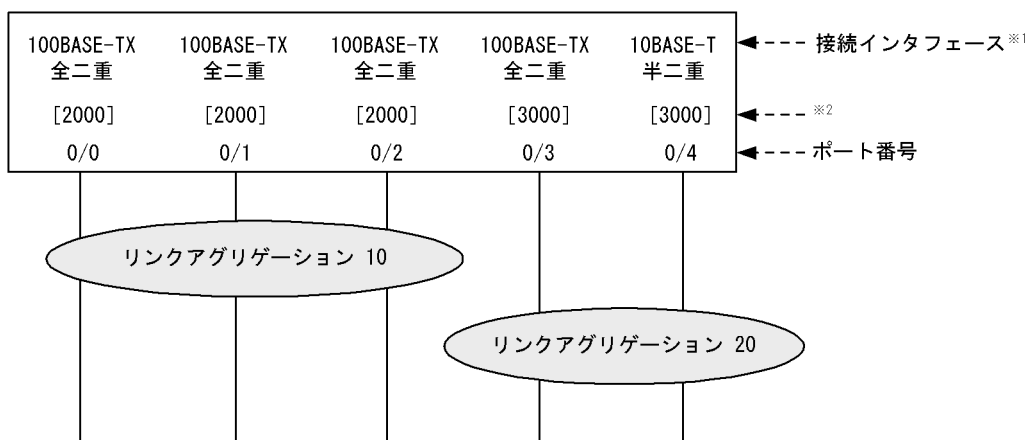 100BASE-TX 100BASE-TX 100BASE-TX 100BASE-TX 10BASE-T 接続インタフェース※1
全二重 全二重 全二重 全二重 半二重
[2000] [2000] [2000] [3000] [3000] ※2
0/0 0/1 0/2 0/3 0/4 ポート番号
リンクアグリゲーション 10
リンクアグリゲーション 20